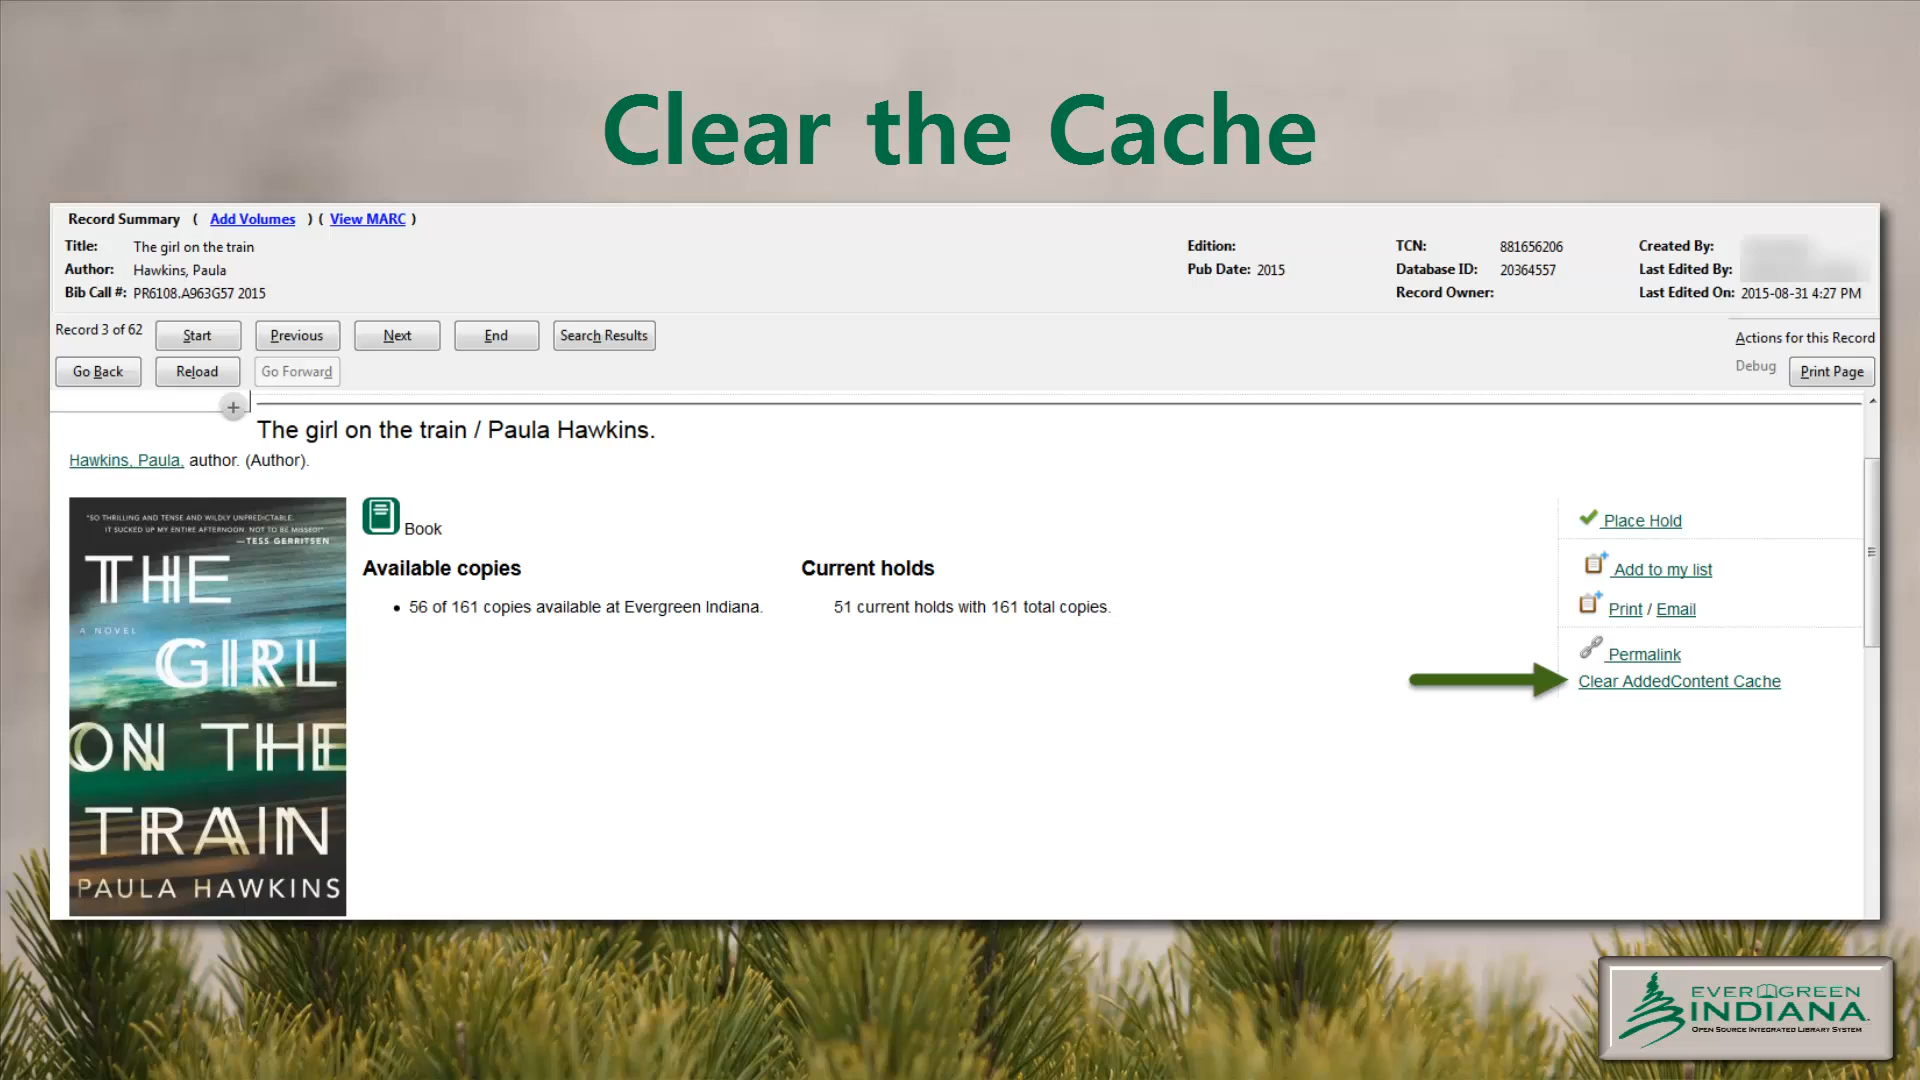 Clear the Cache
Record Summary ( Add Volumes ) ( View MARC )
Title: The girl on the train Edition: TCN: 881656206 Created By:
Author: Hawkins, Paula Pub Date: 2015 Database ID: 20364557 Last Edited By:
Bib Call #: PR6108.A963G57 2015 Record Owner: Last Edited On: 2015-08-31 4:27 PM
Record 3 of 62 Start Previous Next End Search Results Actions for this Record
Go Back Reload Go Forward Debug Print Page
+
The girl on the train / Paula Hawkins.
Hawkins, Paula, author. (Author).
"SO THRILLING AND TENSE AND WILDLY UNPREDICTABLE.
IT SUCKED UP MY ENTIRE AFTERNOON. NOT TO BE MISSED!"
—TESS GERRITSEN
THE
A NOVEL
GIRL
ON THE
TRAIN
PAULA HAWKINS
Book
Available copies
• 56 of 161 copies available at Evergreen Indiana.
Current holds
51 current holds with 161 total copies.
Place Hold
Add to my list
Print / Email
Permalink
Clear AddedContent Cache
EVERGREEN
INDIANA
OPEN SOURCE INTEGRATED LIBRARY SYSTEM